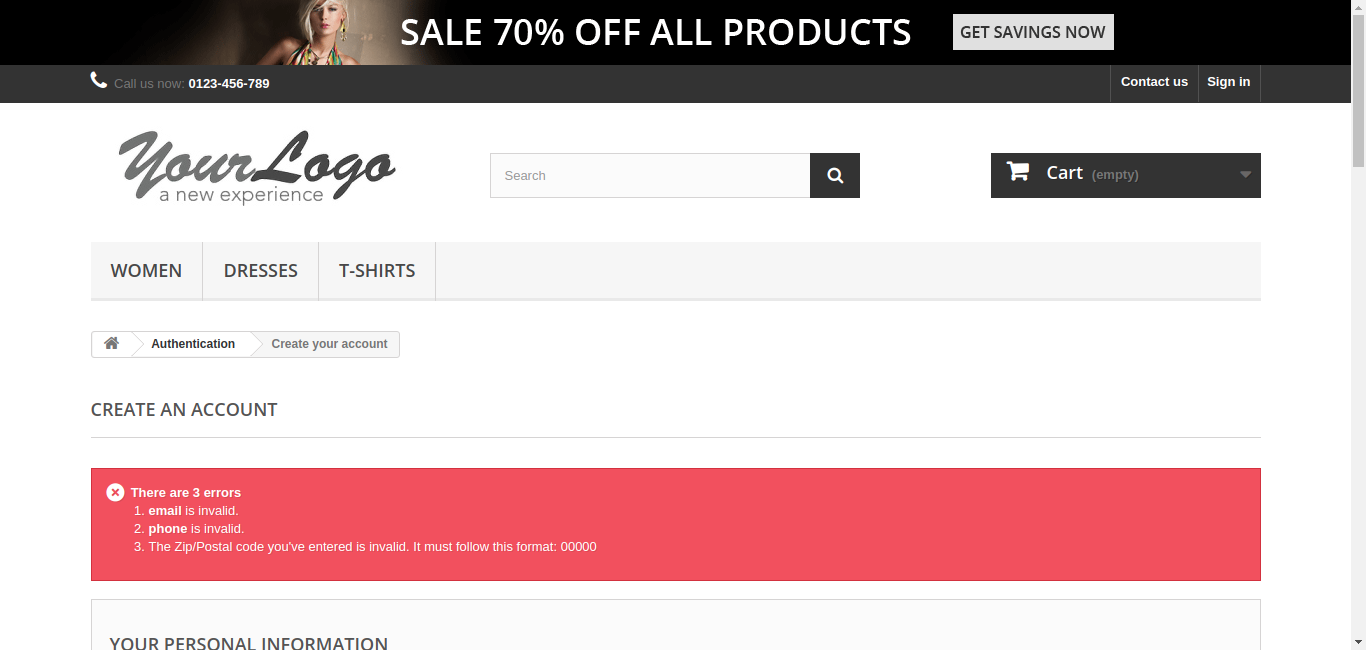 SALE 70% OFF ALL PRODUCTS GET SAVINGS NOW
Call us now: 0123-456-789 Contact us Sign in
YourLogo
a new experience
Search
Cart (empty)
WOMEN DRESSES T-SHIRTS
Authentication Create your account
CREATE AN ACCOUNT
There are 3 errors
1. email is invalid.
2. phone is invalid.
3. The Zip/Postal code you've entered is invalid. It must follow this format: 00000
YOUR PERSONAL INFORMATION